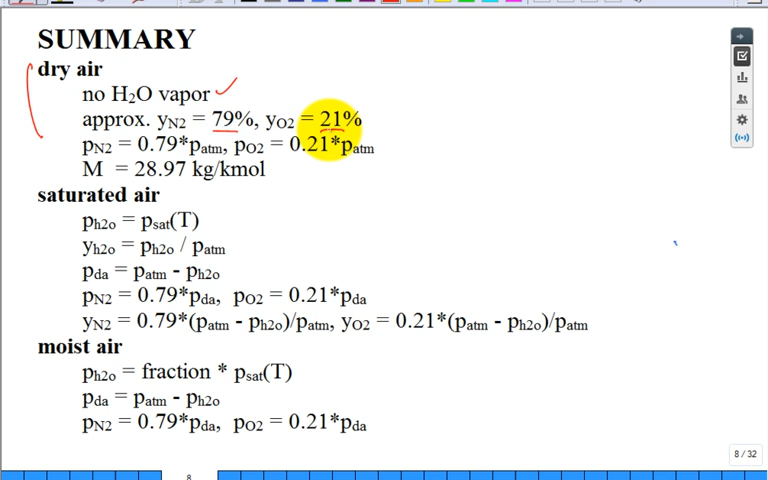 SUMMARY
dry air
no H2O vapor
approx. yN2 = 79%, yO2 = 21%
pN2 = 0.79*patm, pO2 = 0.21*patm
M = 28.97 kg/kmol
saturated air
ph2o = psat(T)
yh2o = ph2o / patm
pda = patm - ph2o
pN2 = 0.79*pda, pO2 = 0.21*pda
yN2 = 0.79*(patm - ph2o)/patm, yO2 = 0.21*(patm - ph2o)/patm
moist air
ph2o = fraction * psat(T)
pda = patm - ph2o
pN2 = 0.79*pda, pO2 = 0.21*pda
8 / 32
8